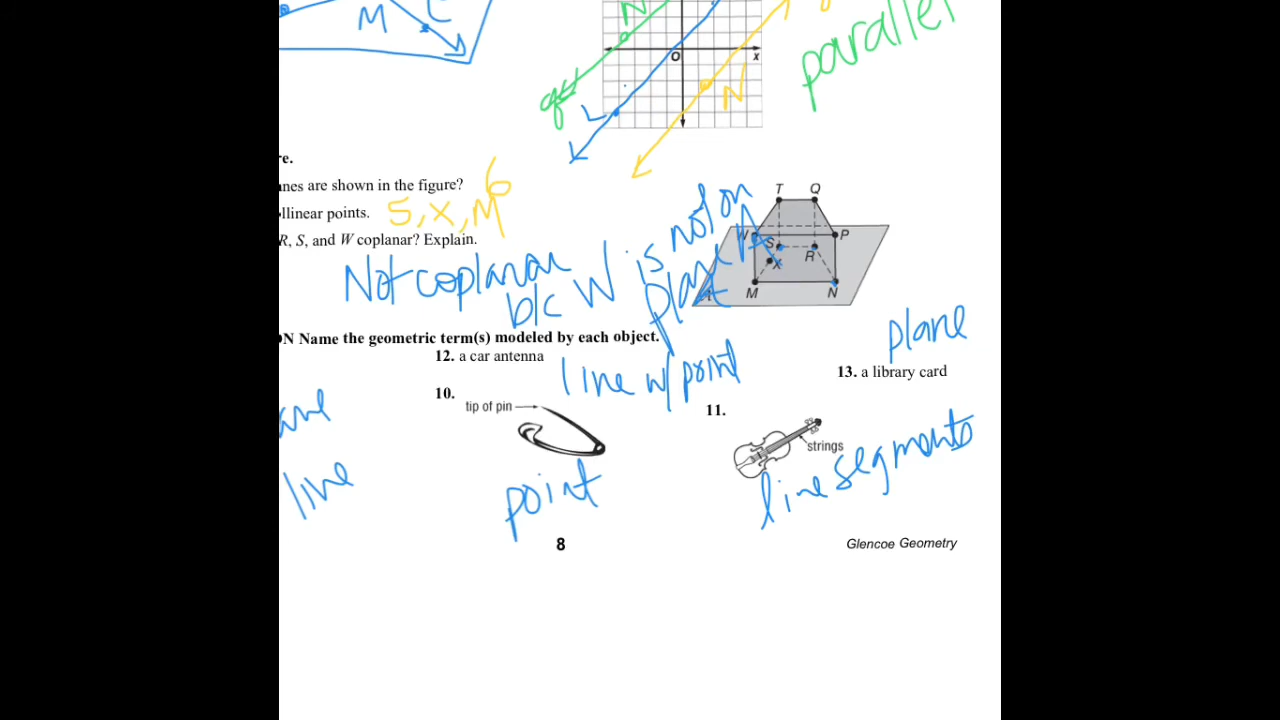 M
N
parallel
O
x
L
N
re.
anes are shown in the figure? 6
llinear points. S, X, M
R, S, and W coplanar? Explain.
Not coplanar
b/c W is not on
plane A
T Q
W S P
X R
M N
ON Name the geometric term(s) modeled by each object.
12. a car antenna
line w/ point
plane
13. a library card
10.
tip of pin
11.
strings
ane
line
point
line segments
8
Glencoe Geometry